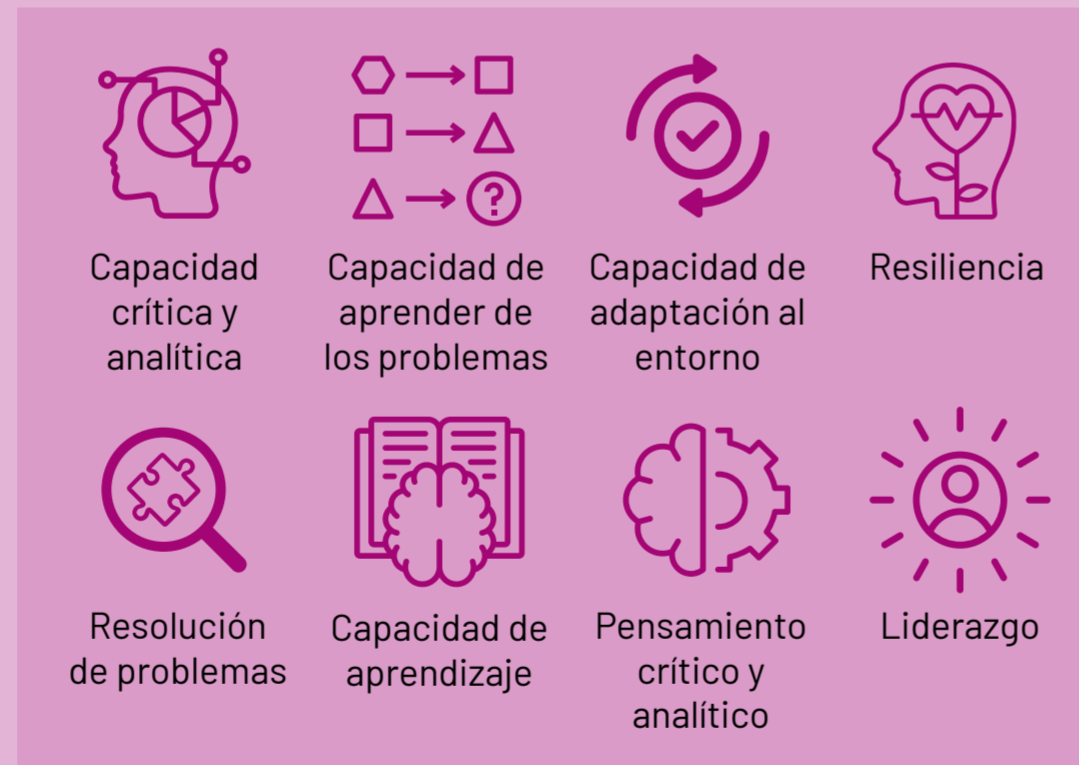 ?
Capacidad
crítica y
analítica
Capacidad de
aprender de
los problemas
Capacidad de
adaptación al
entorno
Resiliencia
Resolución
de problemas
Capacidad de
aprendizaje
Pensamiento
crítico y
analítico
Liderazgo